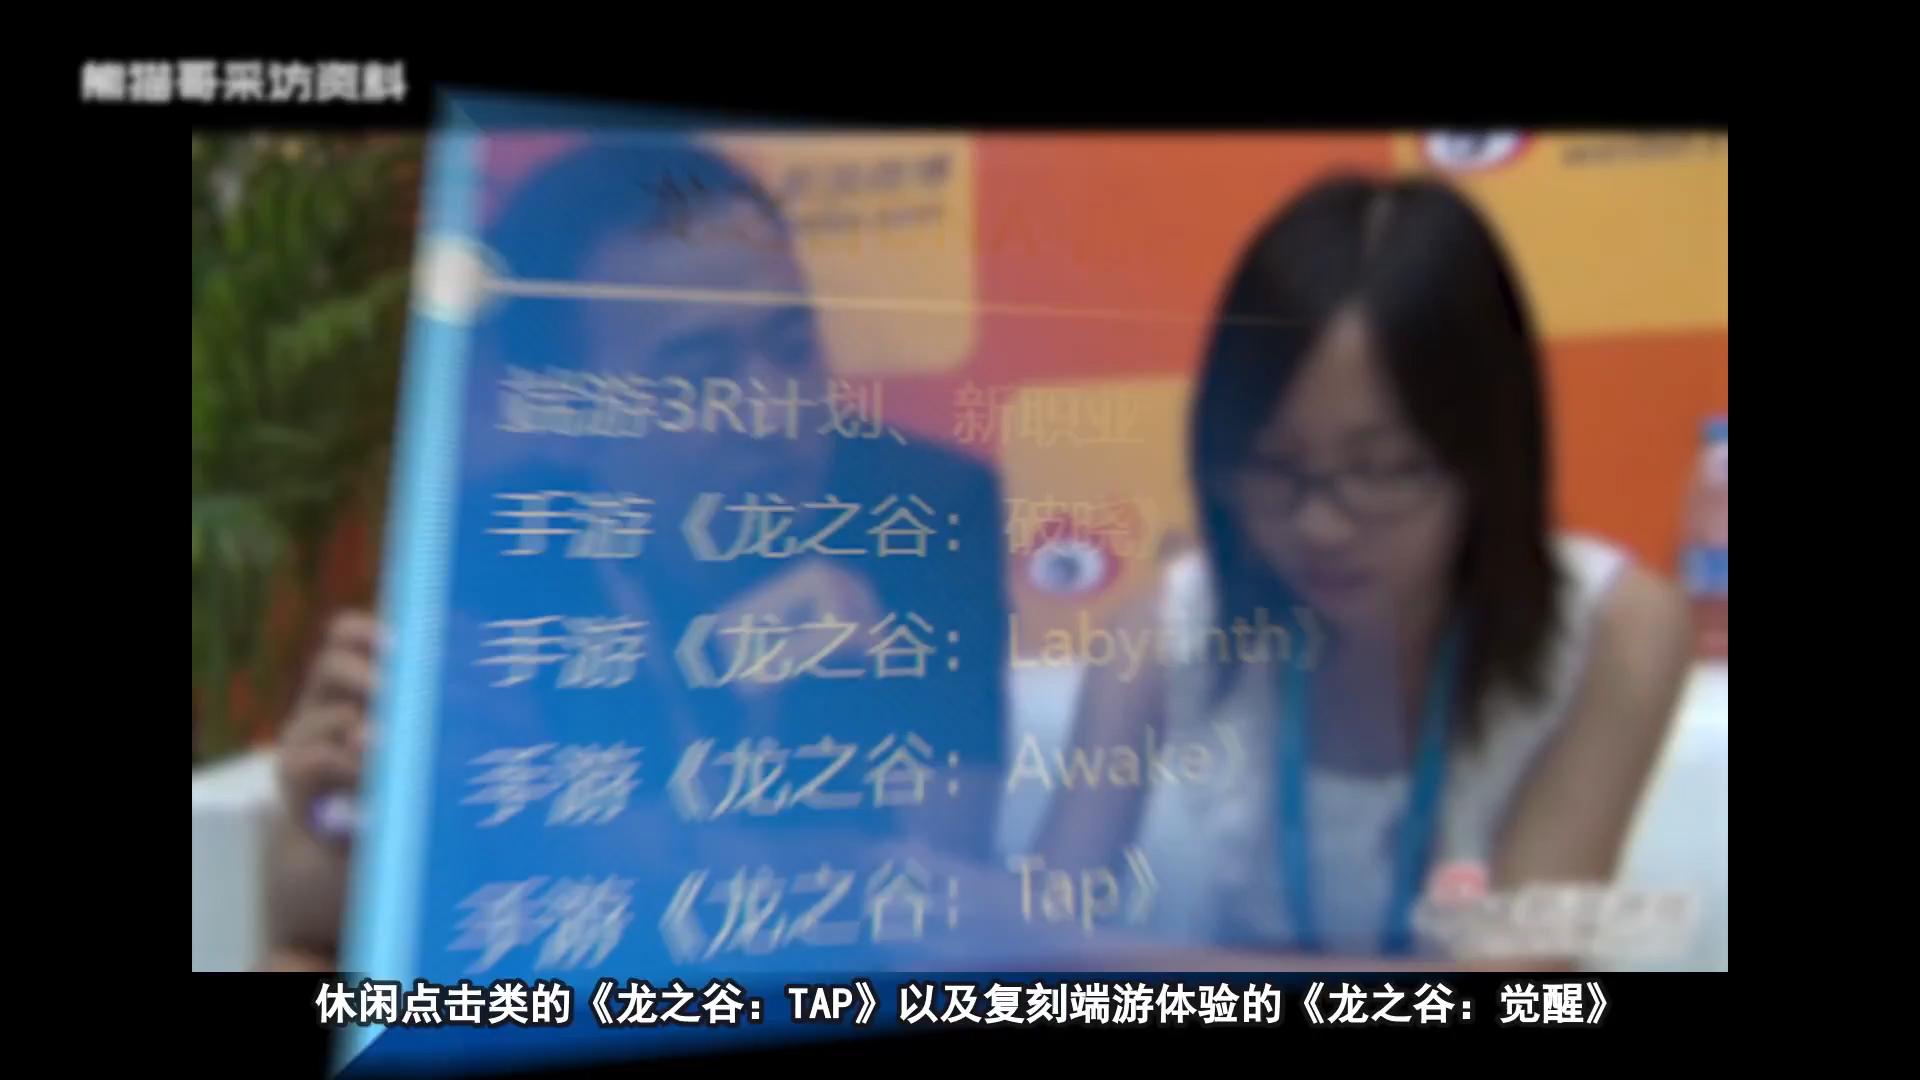 熊猫哥采访资料
端游3R计划、新职业
手游《龙之谷：破晓》
手游《龙之谷：Labyrinth》
手游《龙之谷：Awake》
手游《龙之谷：Tap》
休闲点击类的《龙之谷：TAP》以及复刻端游体验的《龙之谷：觉醒》